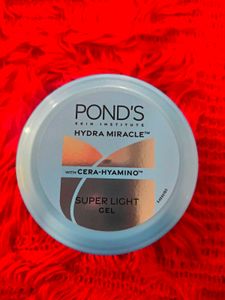 POND'S
SKIN INSTITUTE
HYDRA MIRACLE™
WITH CERA-HYAMINO™
SUPER LIGHT
GEL